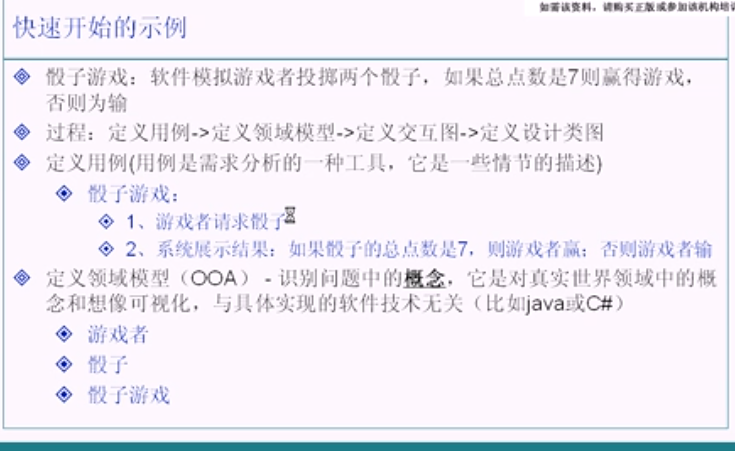 如需该资料，请购买正版或参加该机构培训
快速开始的示例
骰子游戏：软件模拟游戏者投掷两个骰子，如果总点数是7则赢得游戏，
否则为输
过程：定义用例->定义领域模型->定义交互图->定义设计类图
定义用例(用例是需求分析的一种工具，它是一些情节的描述)
骰子游戏：
1、游戏者请求骰子
2、系统展示结果：如果骰子的总点数是7，则游戏者赢；否则游戏者输
定义领域模型（OOA） - 识别问题中的概念，它是对真实世界领域中的概
念和想像可视化，与具体实现的软件技术无关（比如java或C#）
游戏者
骰子
骰子游戏